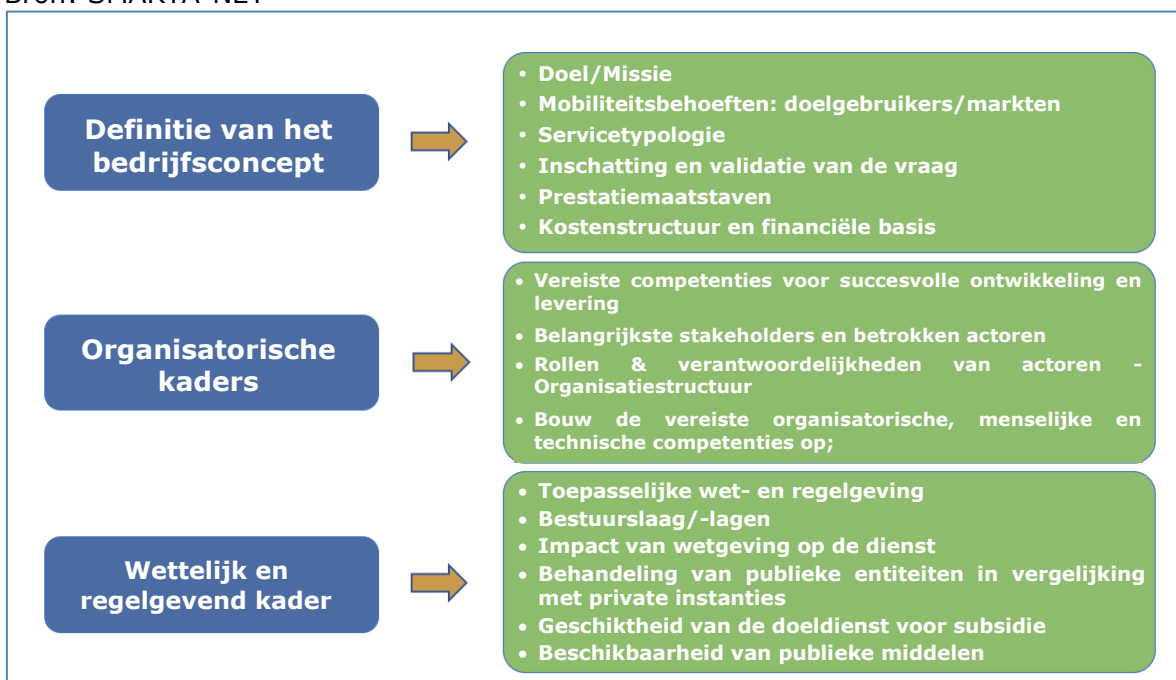 Bron: SMARTA-NET
Definitie van het
bedrijfsconcept
• Doel/Missie
• Mobiliteitsbehoeften: doelgebruikers/markten
• Servicetypologie
• Inschatting en validatie van de vraag
• Prestatiemaatstaven
• Kostenstructuur en financiële basis
Organisatorische
kaders
• Vereiste competenties voor succesvolle ontwikkeling en
levering
• Belangrijkste stakeholders en betrokken actoren
• Rollen & verantwoordelijkheden van actoren -
Organisatiestructuur
• Bouw de vereiste organisatorische, menselijke en
technische competenties op;
Wettelijk en
regelgevend kader
• Toepasselijke wet- en regelgeving
• Bestuurslaag/-lagen
• Impact van wetgeving op de dienst
• Behandeling van publieke entiteiten in vergelijking
met private instanties
• Geschiktheid van de doeldienst voor subsidie
• Beschikbaarheid van publieke middelen